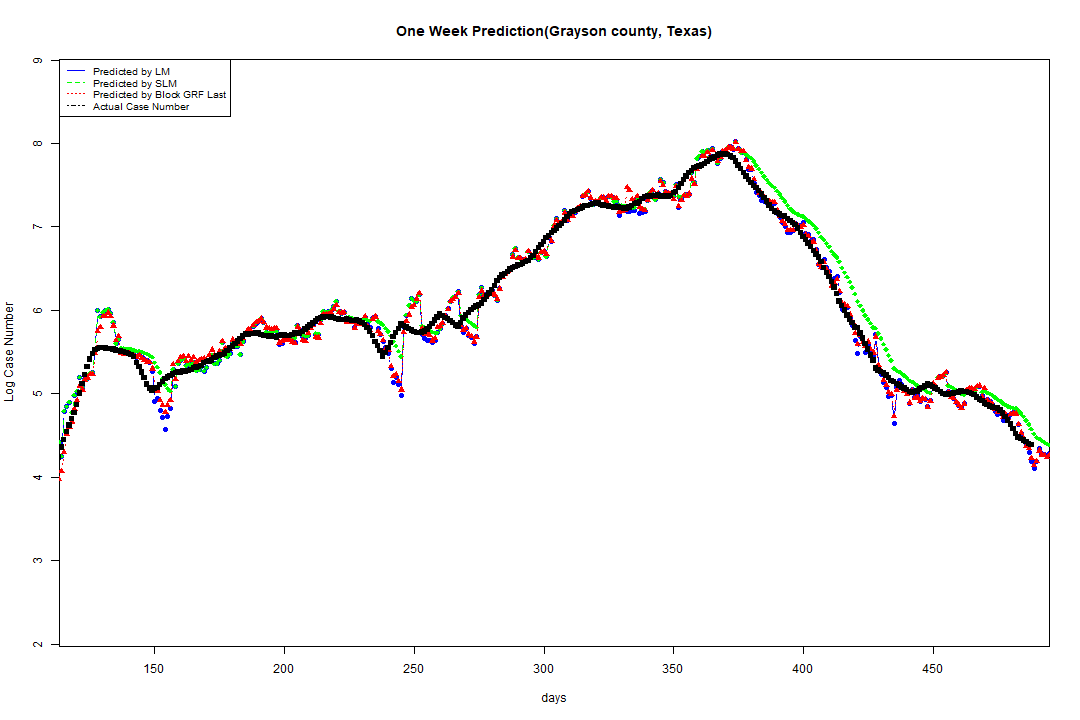 One Week Prediction(Grayson county, Texas)
Predicted by LM
Predicted by SLM
Predicted by Block GRF Last
Actual Case Number
Log Case Number
9
8
7
6
5
4
3
2
150 200 250 300 350 400 450
days